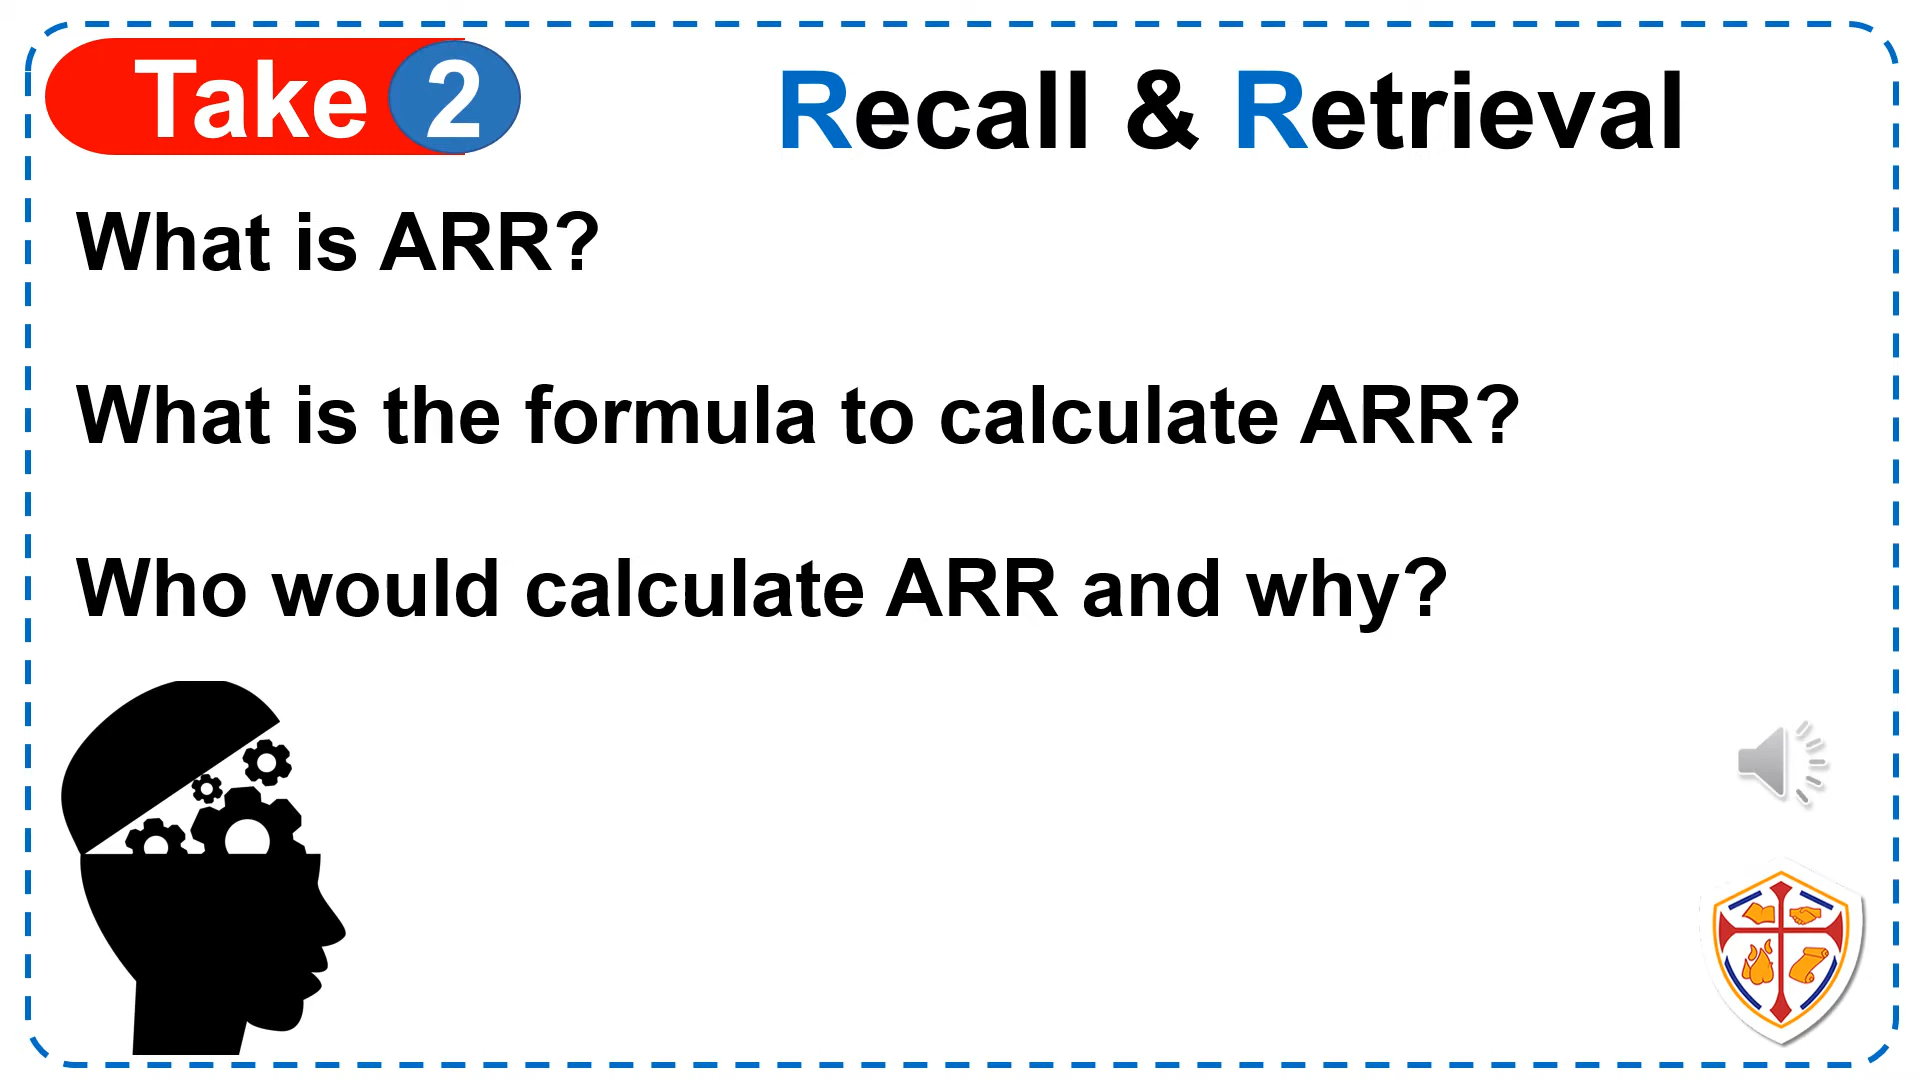 Take 2
Recall & Retrieval
What is ARR?
What is the formula to calculate ARR?
Who would calculate ARR and why?